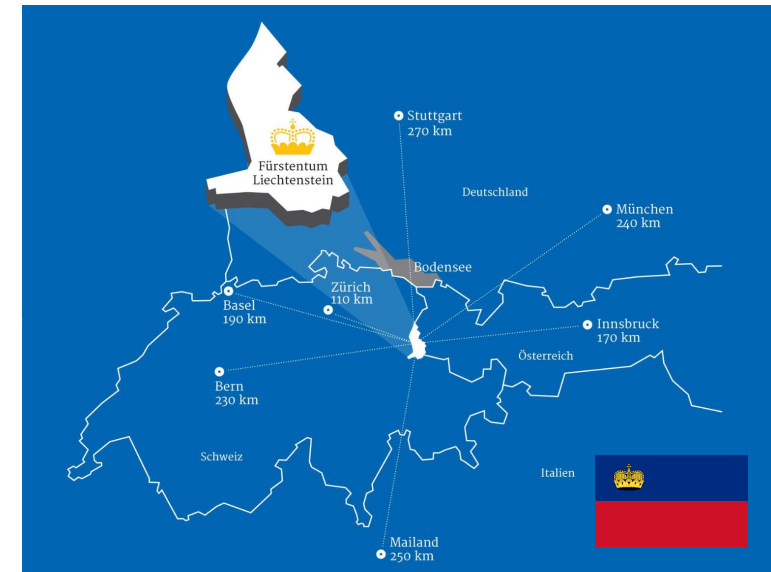 Stuttgart
270 km
Fürstentum
Liechtenstein
Deutschland
München
240 km
Bodensee
Zürich
110 km
Basel
190 km
Innsbruck
170 km
Österreich
Bern
230 km
Schweiz
Italien
Mailand
250 km